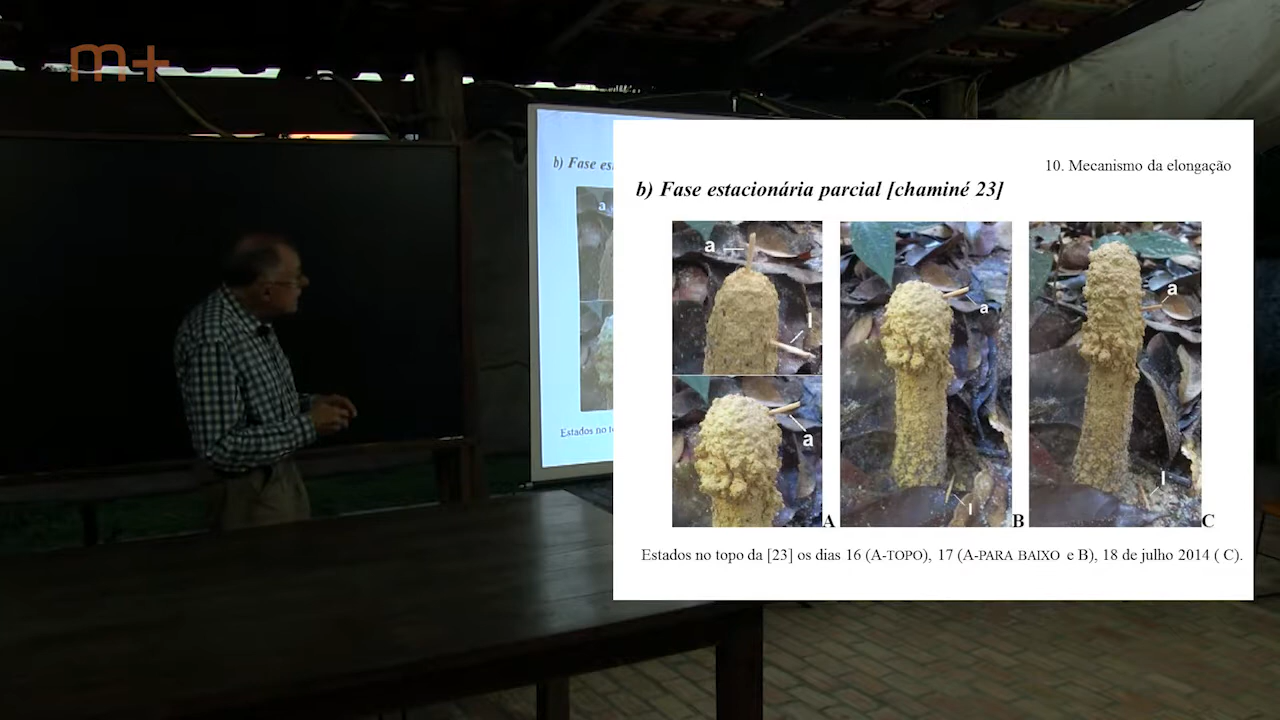 m+
b) Fase es
a
Estados no t
10. Mecanismo da elongação
b) Fase estacionária parcial [chaminé 23]
a
l
a
A
a
l
B
a
l
C
Estados no topo da [23] os dias 16 (A-TOPO), 17 (A-PARA BAIXO e B), 18 de julho 2014 ( C).